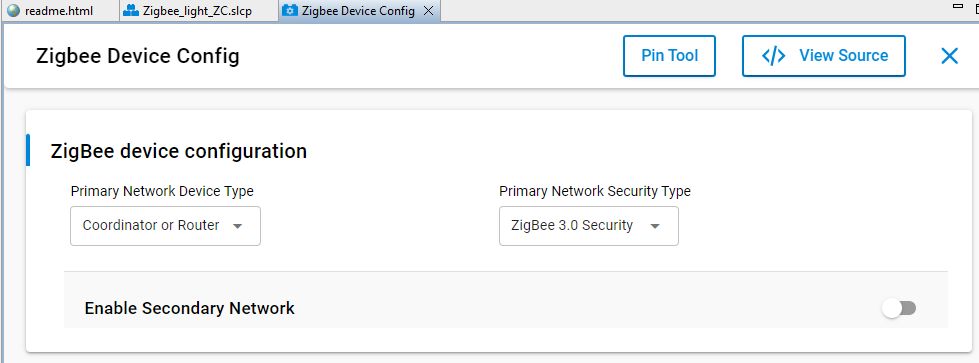 readme.html Zigbee_light_ZC.slcp Zigbee Device Config
Zigbee Device Config Pin Tool </> View Source
ZigBee device configuration
Primary Network Device Type Primary Network Security Type
Coordinator or Router ZigBee 3.0 Security
Enable Secondary Network